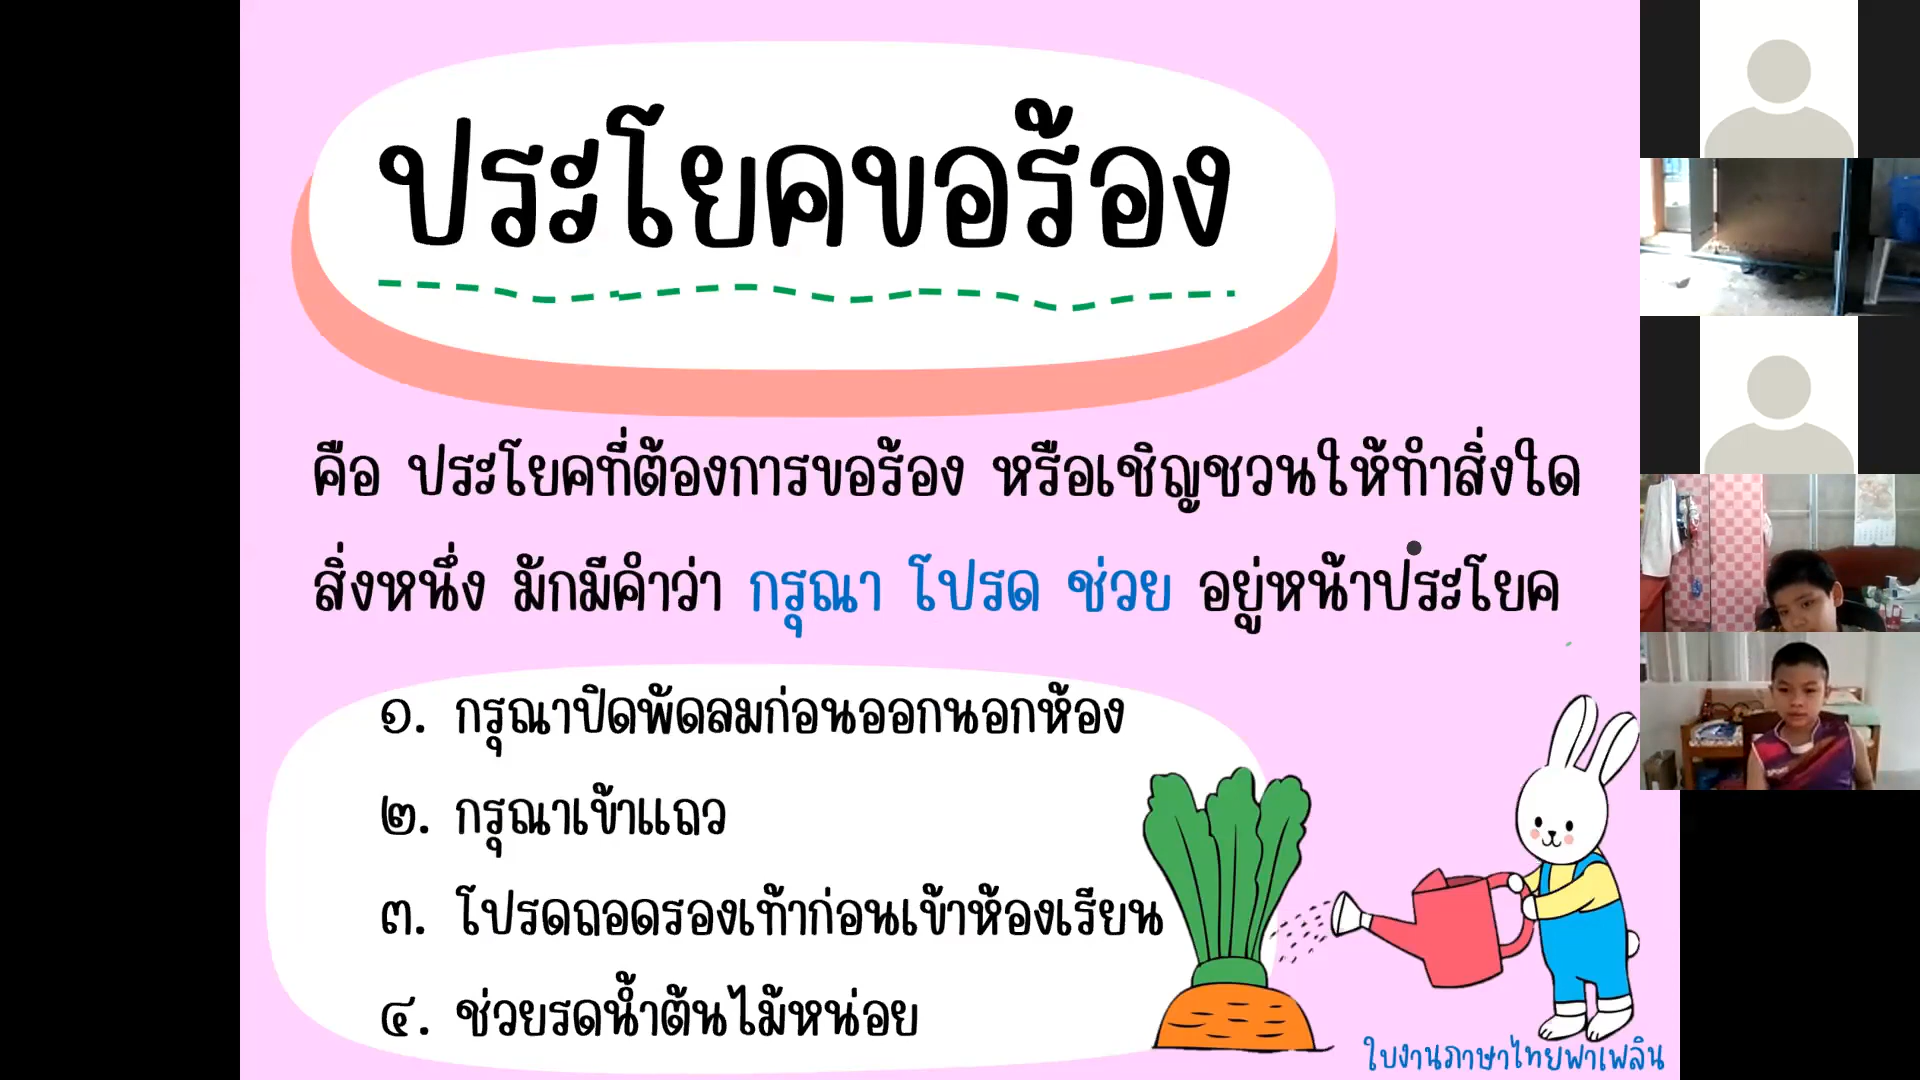 ประโยคขอร้อง
คือ ประโยคที่ต้องการขอร้อง หรือเชิญชวนให้ทำสิ่งใด
สิ่งหนึ่ง มักมีคำว่า กรุณา โปรด ช่วย อยู่หน้าประโยค
๑. กรุณาปิดพัดลมก่อนออกนอกห้อง
๒. กรุณาเข้าแถว
๓. โปรดถอดรองเท้าก่อนเข้าห้องเรียน
๔. ช่วยรดน้ำต้นไม้หน่อย
ใบงานภาษาไทยพาเพลิน